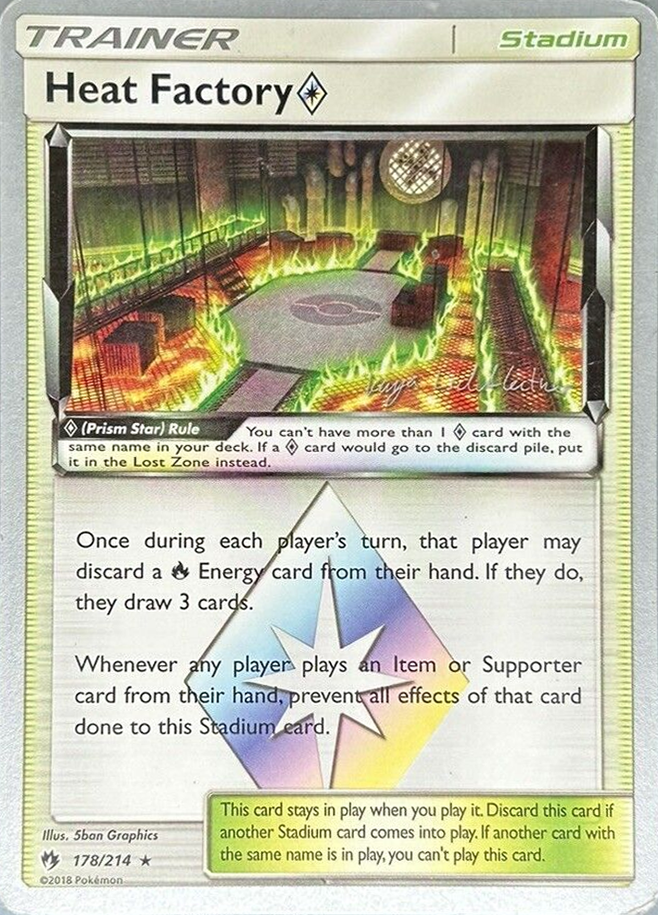 TRAINER
Stadium
Heat Factory
(Prism Star) Rule
You can't have more than 1 card with the
same name in your deck. If a card would go to the discard pile, put
it in the Lost Zone instead.
Once during each player's turn, that player may
discard a Energy card from their hand. If they do,
they draw 3 cards.
Whenever any player plays an Item or Supporter
card from their hand, prevent all effects of that card
done to this Stadium card.
This card stays in play when you play it. Discard this card if
another Stadium card comes into play. If another card with
the same name is in play, you can't play this card.
Illus. 5ban Graphics
178/214 ★
©2018 Pokémon